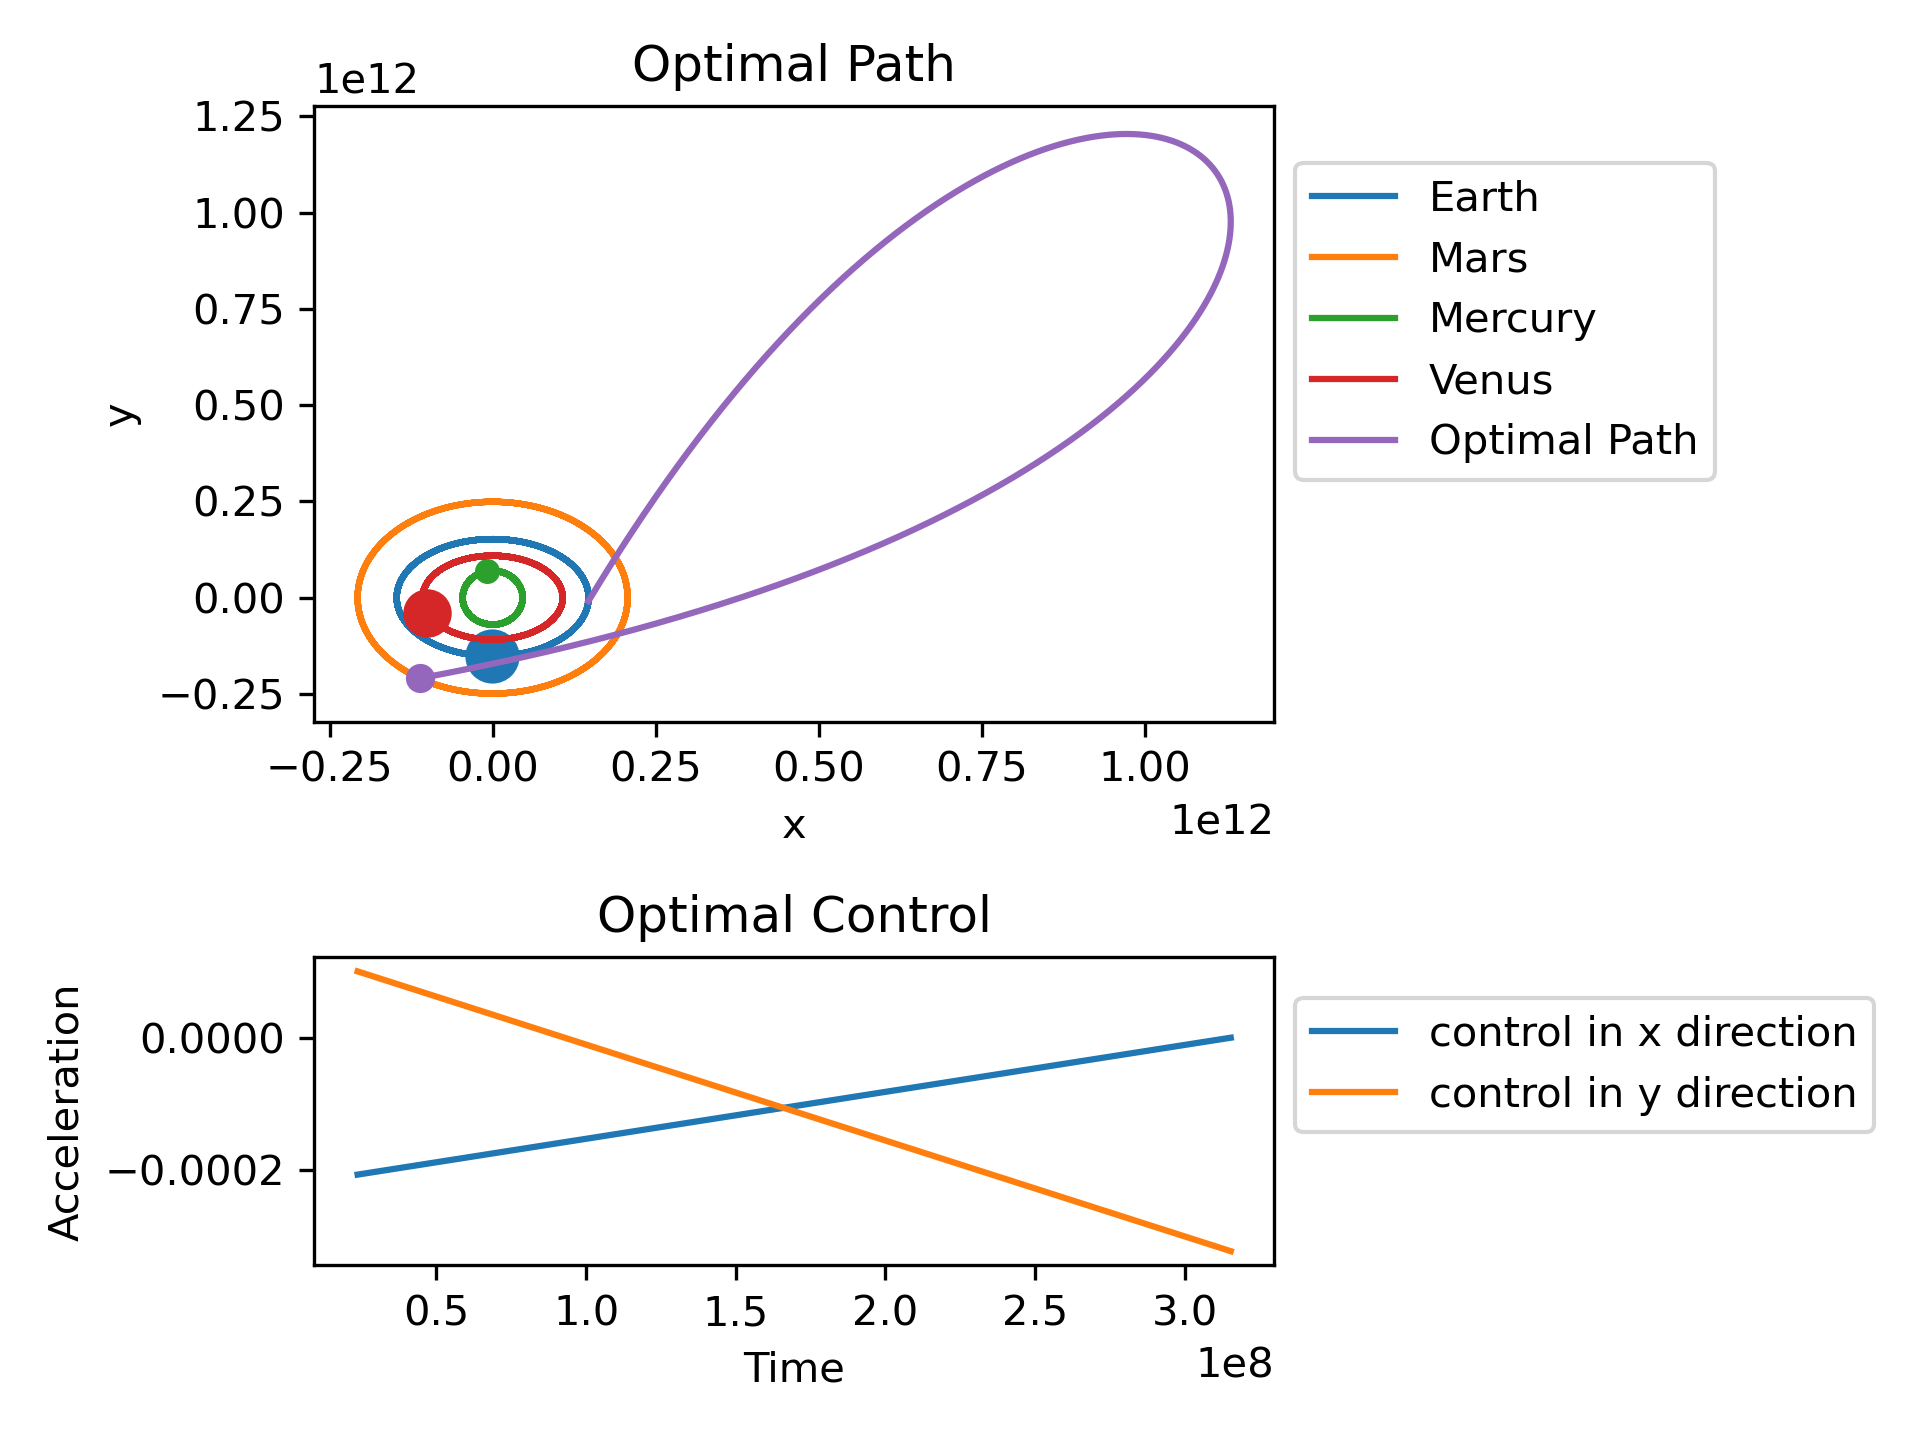 Optimal Path
1e12
1.25
1.00
0.75
0.50
0.25
0.00
−0.25
y
−0.25 0.00 0.25 0.50 0.75 1.00
x
1e12
Earth
Mars
Mercury
Venus
Optimal Path
Optimal Control
0.0000
−0.0002
Acceleration
0.5 1.0 1.5 2.0 2.5 3.0
Time
1e8
control in x direction
control in y direction